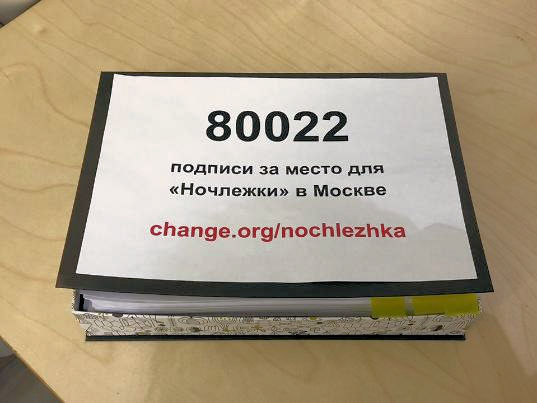 80022
подписи за место для
«Ночлежки» в Москве
change.org/nochlezhka